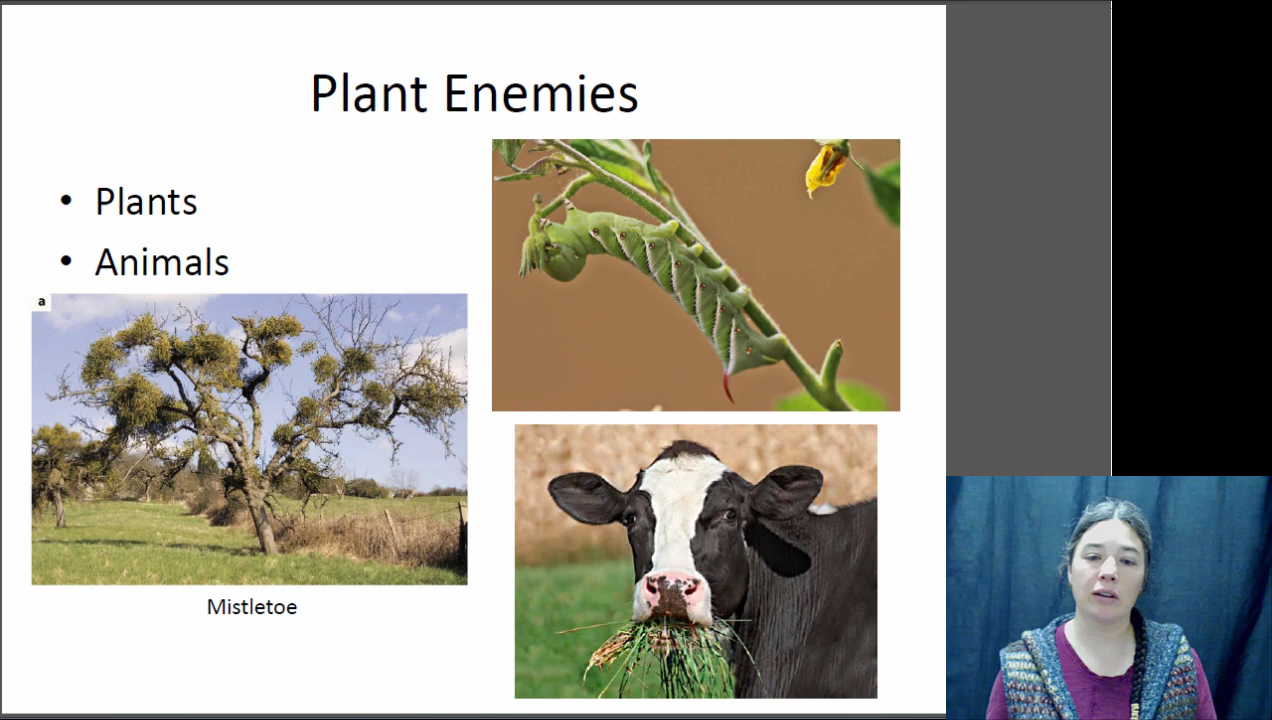 Plant Enemies
• Plants
• Animals
a
Mistletoe